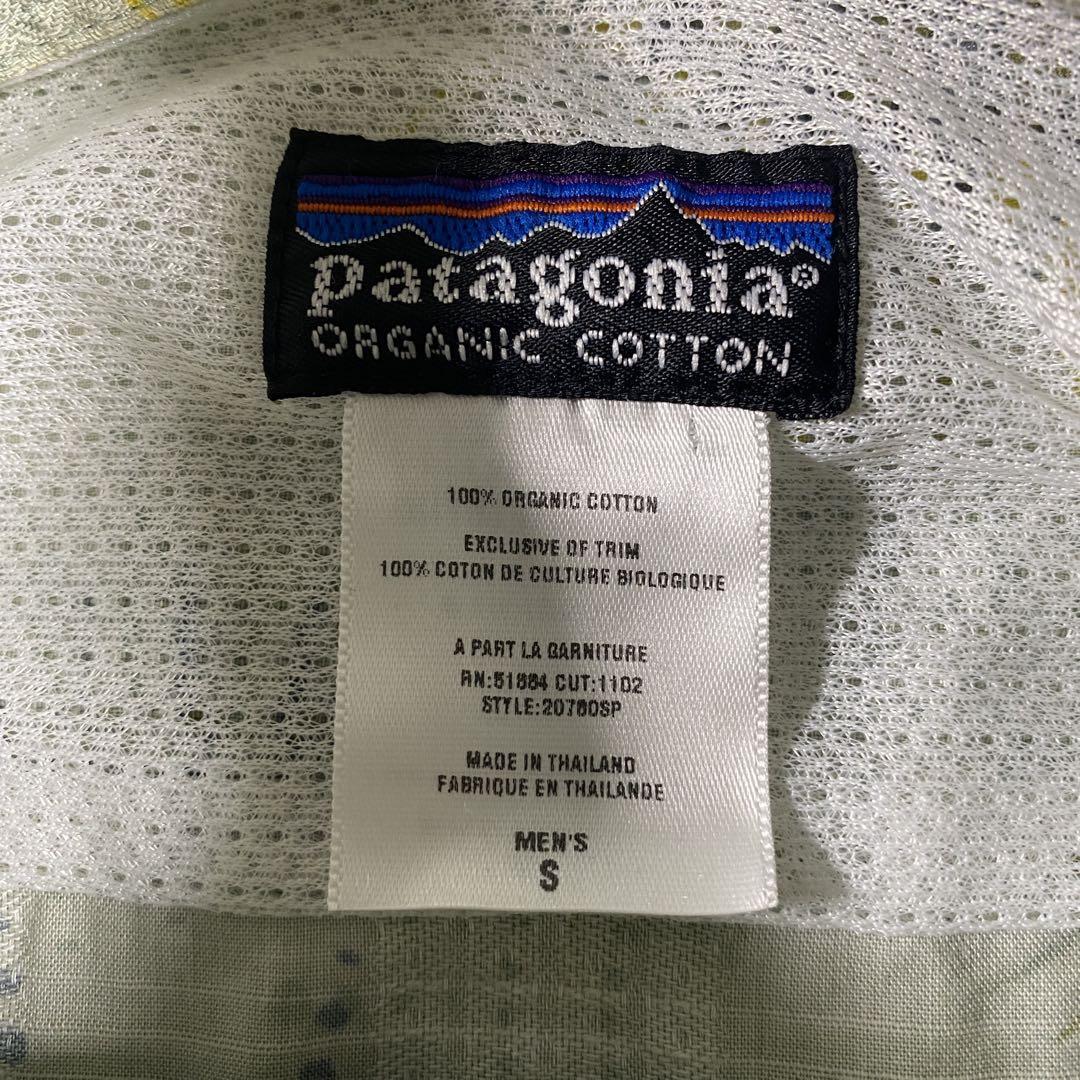 patagonia®
ORGANIC COTTON
100% ORGANIC COTTON
EXCLUSIVE OF TRIM
100% COTON DE CULTURE BIOLOGIQUE
A PART LA GARNITURE
RN:51884 CUT:1102
STYLE:20780SP
MADE IN THAILAND
FABRIQUE EN THAILANDE
MEN'S
S